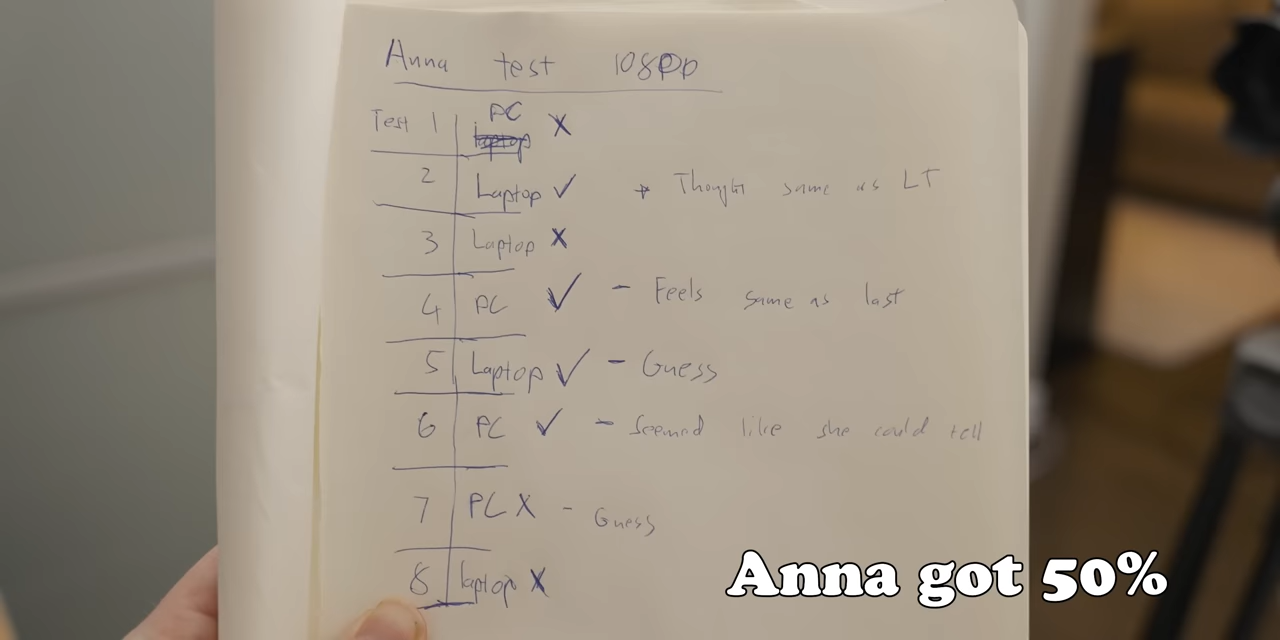 Anna test 1080p
Test 1 PC X
laptop
2 Laptop ✓ * Thought same as LT
3 Laptop X
4 PC ✓ - Feels same as last
5 Laptop ✓ - Guess
6 PC ✓ - Seemed like she could tell
7 PC X - Guess
8 laptop X
Anna got 50%